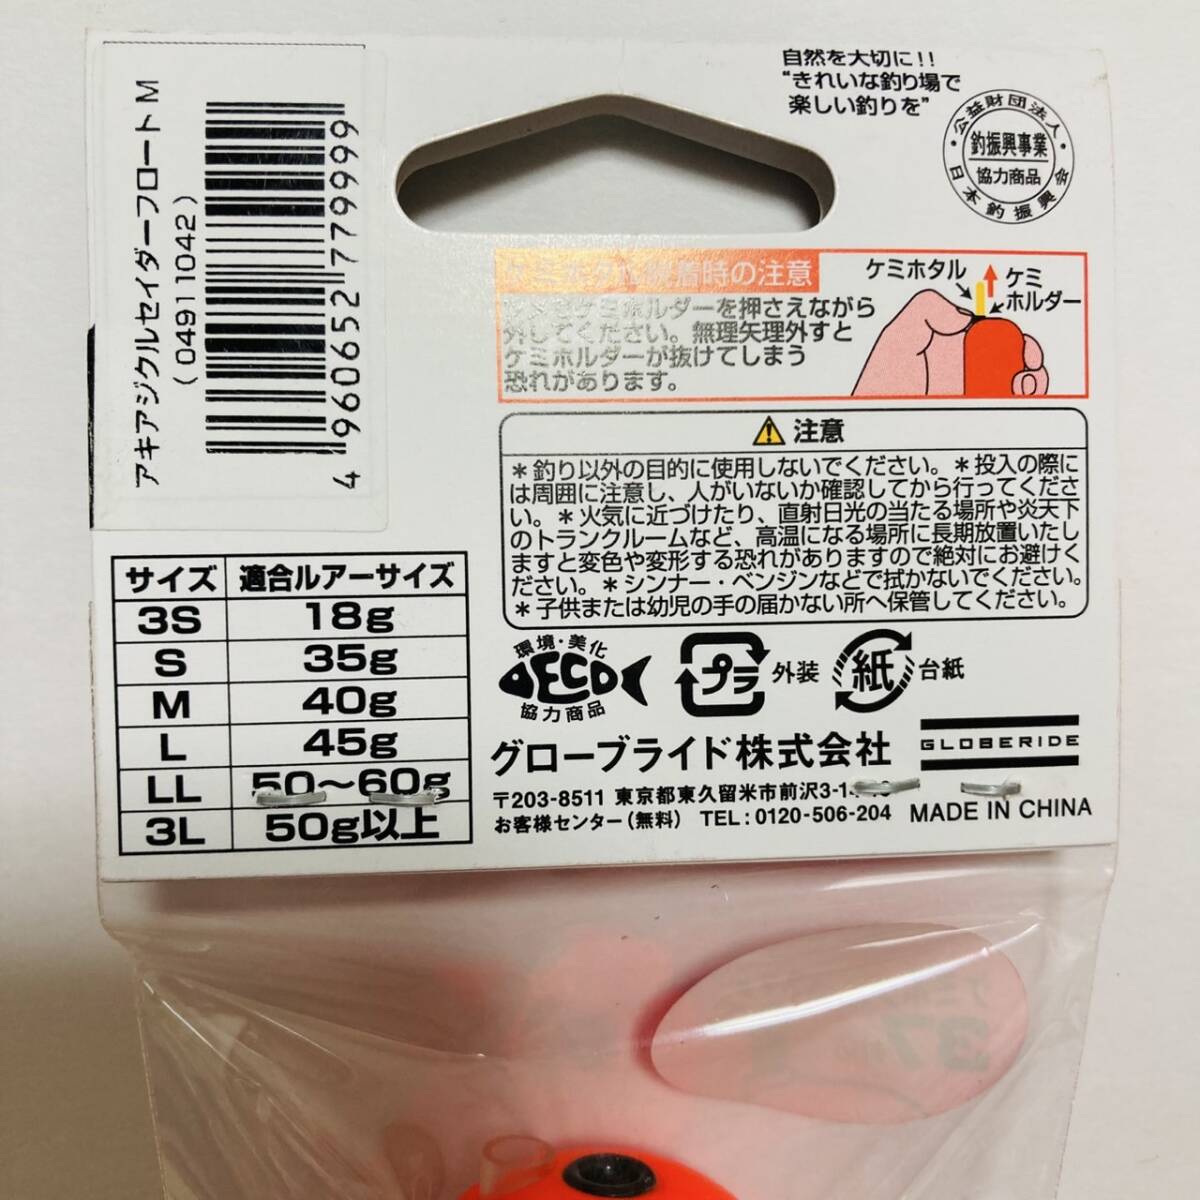 自然を大切に!!
"きれいな釣り場で
楽しい釣りを"
公益財団法人
釣振興事業
協力商品
日本釣振興会
アキアジクルセイダーフロート M
(04911042)
4 960652 779999
ケミホタル装着時の注意
ケミホルダーを押さえながら
外してください。無理矢理外すと
ケミホルダーが抜けてしまう
恐れがあります。
ケミホタル
ケミ
ホルダー
注意
＊釣り以外の目的に使用しないでください。＊投入の際に
は周囲に注意し、人がいないか確認してから行ってくださ
い。＊火気に近づけたり、直射日光の当たる場所や炎天下
のトランクルームなど、高温になる場所に長期放置いたし
ますと変色や変形する恐れがありますので絶対にお避けく
ださい。＊シンナー・ベンジンなどで拭かないでください。
＊子供または幼児の手の届かない所へ保管してください。
サイズ 適合ルアーサイズ
3S 18g
S 35g
M 40g
L 45g
LL 50〜60g
3L 50g以上
環境・美化
ECO
協力商品
プラ 外装
紙 台紙
グローブライド株式会社
GLOBERIDE
〒203-8511 東京都東久留米市前沢3-1
お客様センター(無料) TEL:0120-506-204
MADE IN CHINA
37